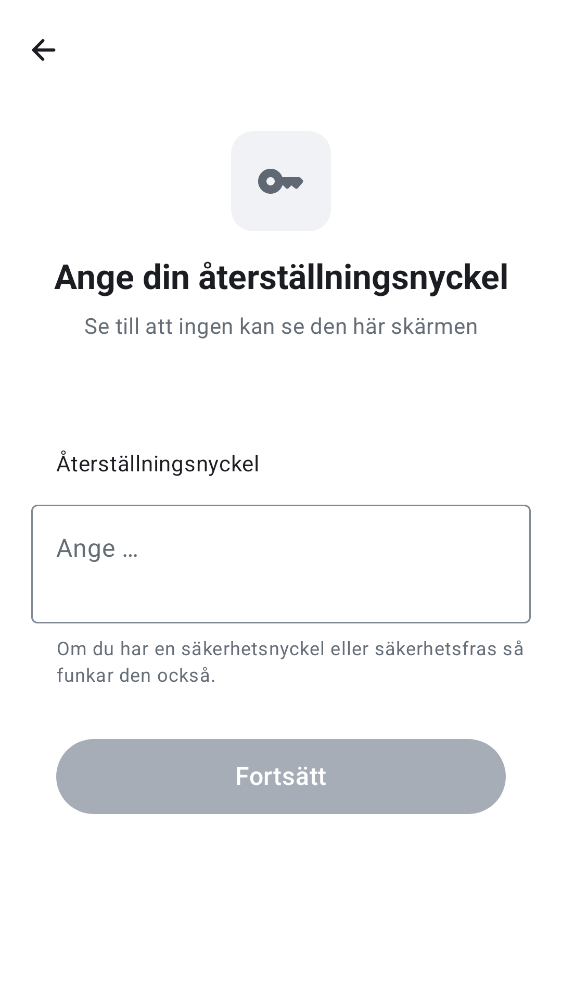 Ange din återställningsnyckel
Se till att ingen kan se den här skärmen
Återställningsnyckel
Ange …
Om du har en säkerhetsnyckel eller säkerhetsfras så
funkar den också.
Fortsätt